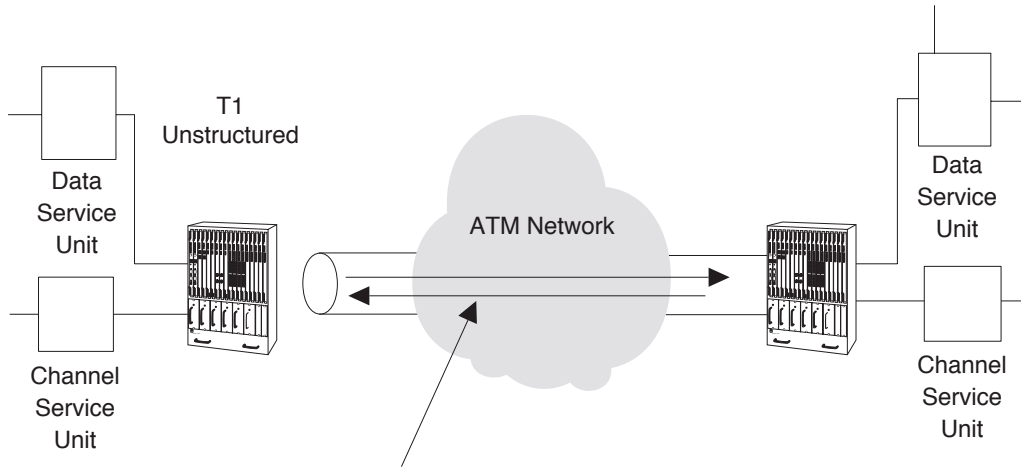 T1
Unstructured
Data
Service
Unit
ATM Network
Data
Service
Unit
Channel
Service
Unit
Channel
Service
Unit